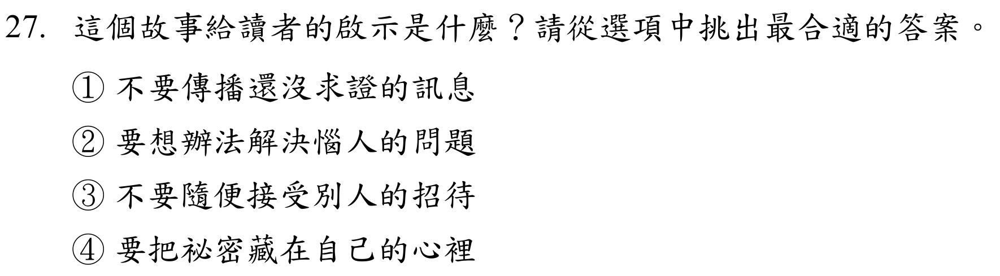 27. 這個故事給讀者的啟示是什麼？請從選項中挑出最合適的答案。
① 不要傳播還沒求證的訊息
② 要想辦法解決惱人的問題
③ 不要隨便接受別人的招待
④ 要把祕密藏在自己的心裡